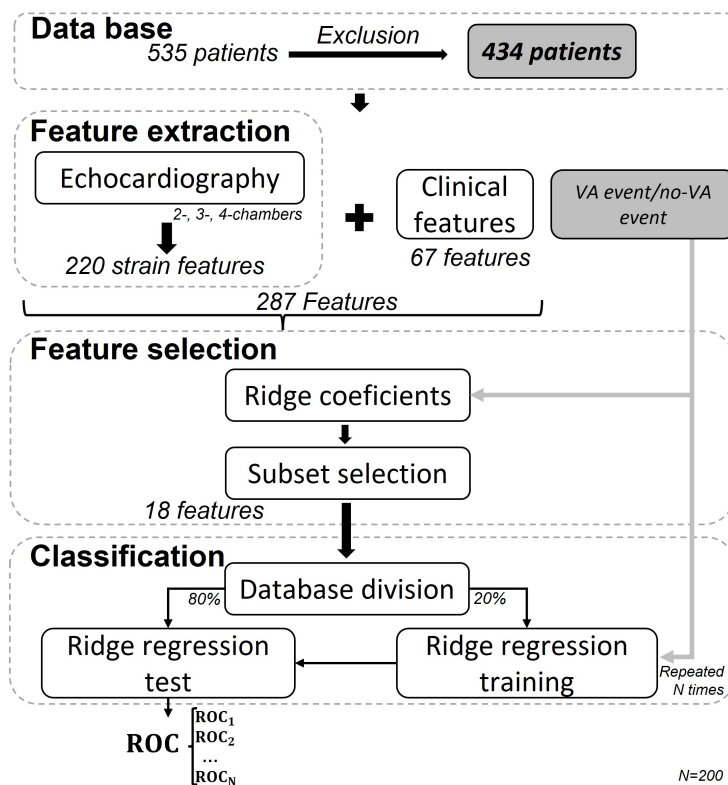 Data base
535 patients
Exclusion
434 patients
Feature extraction
Echocardiography
2-, 3-, 4-chambers
220 strain features
Clinical
features
67 features
VA event/no-VA
event
287 Features
Feature selection
Ridge coeficients
Subset selection
18 features
Classification
Database division
80%
20%
Ridge regression
test
Ridge regression
training
Repeated
N times
ROC
ROC₁
ROC₂
...
ROC_N
N=200